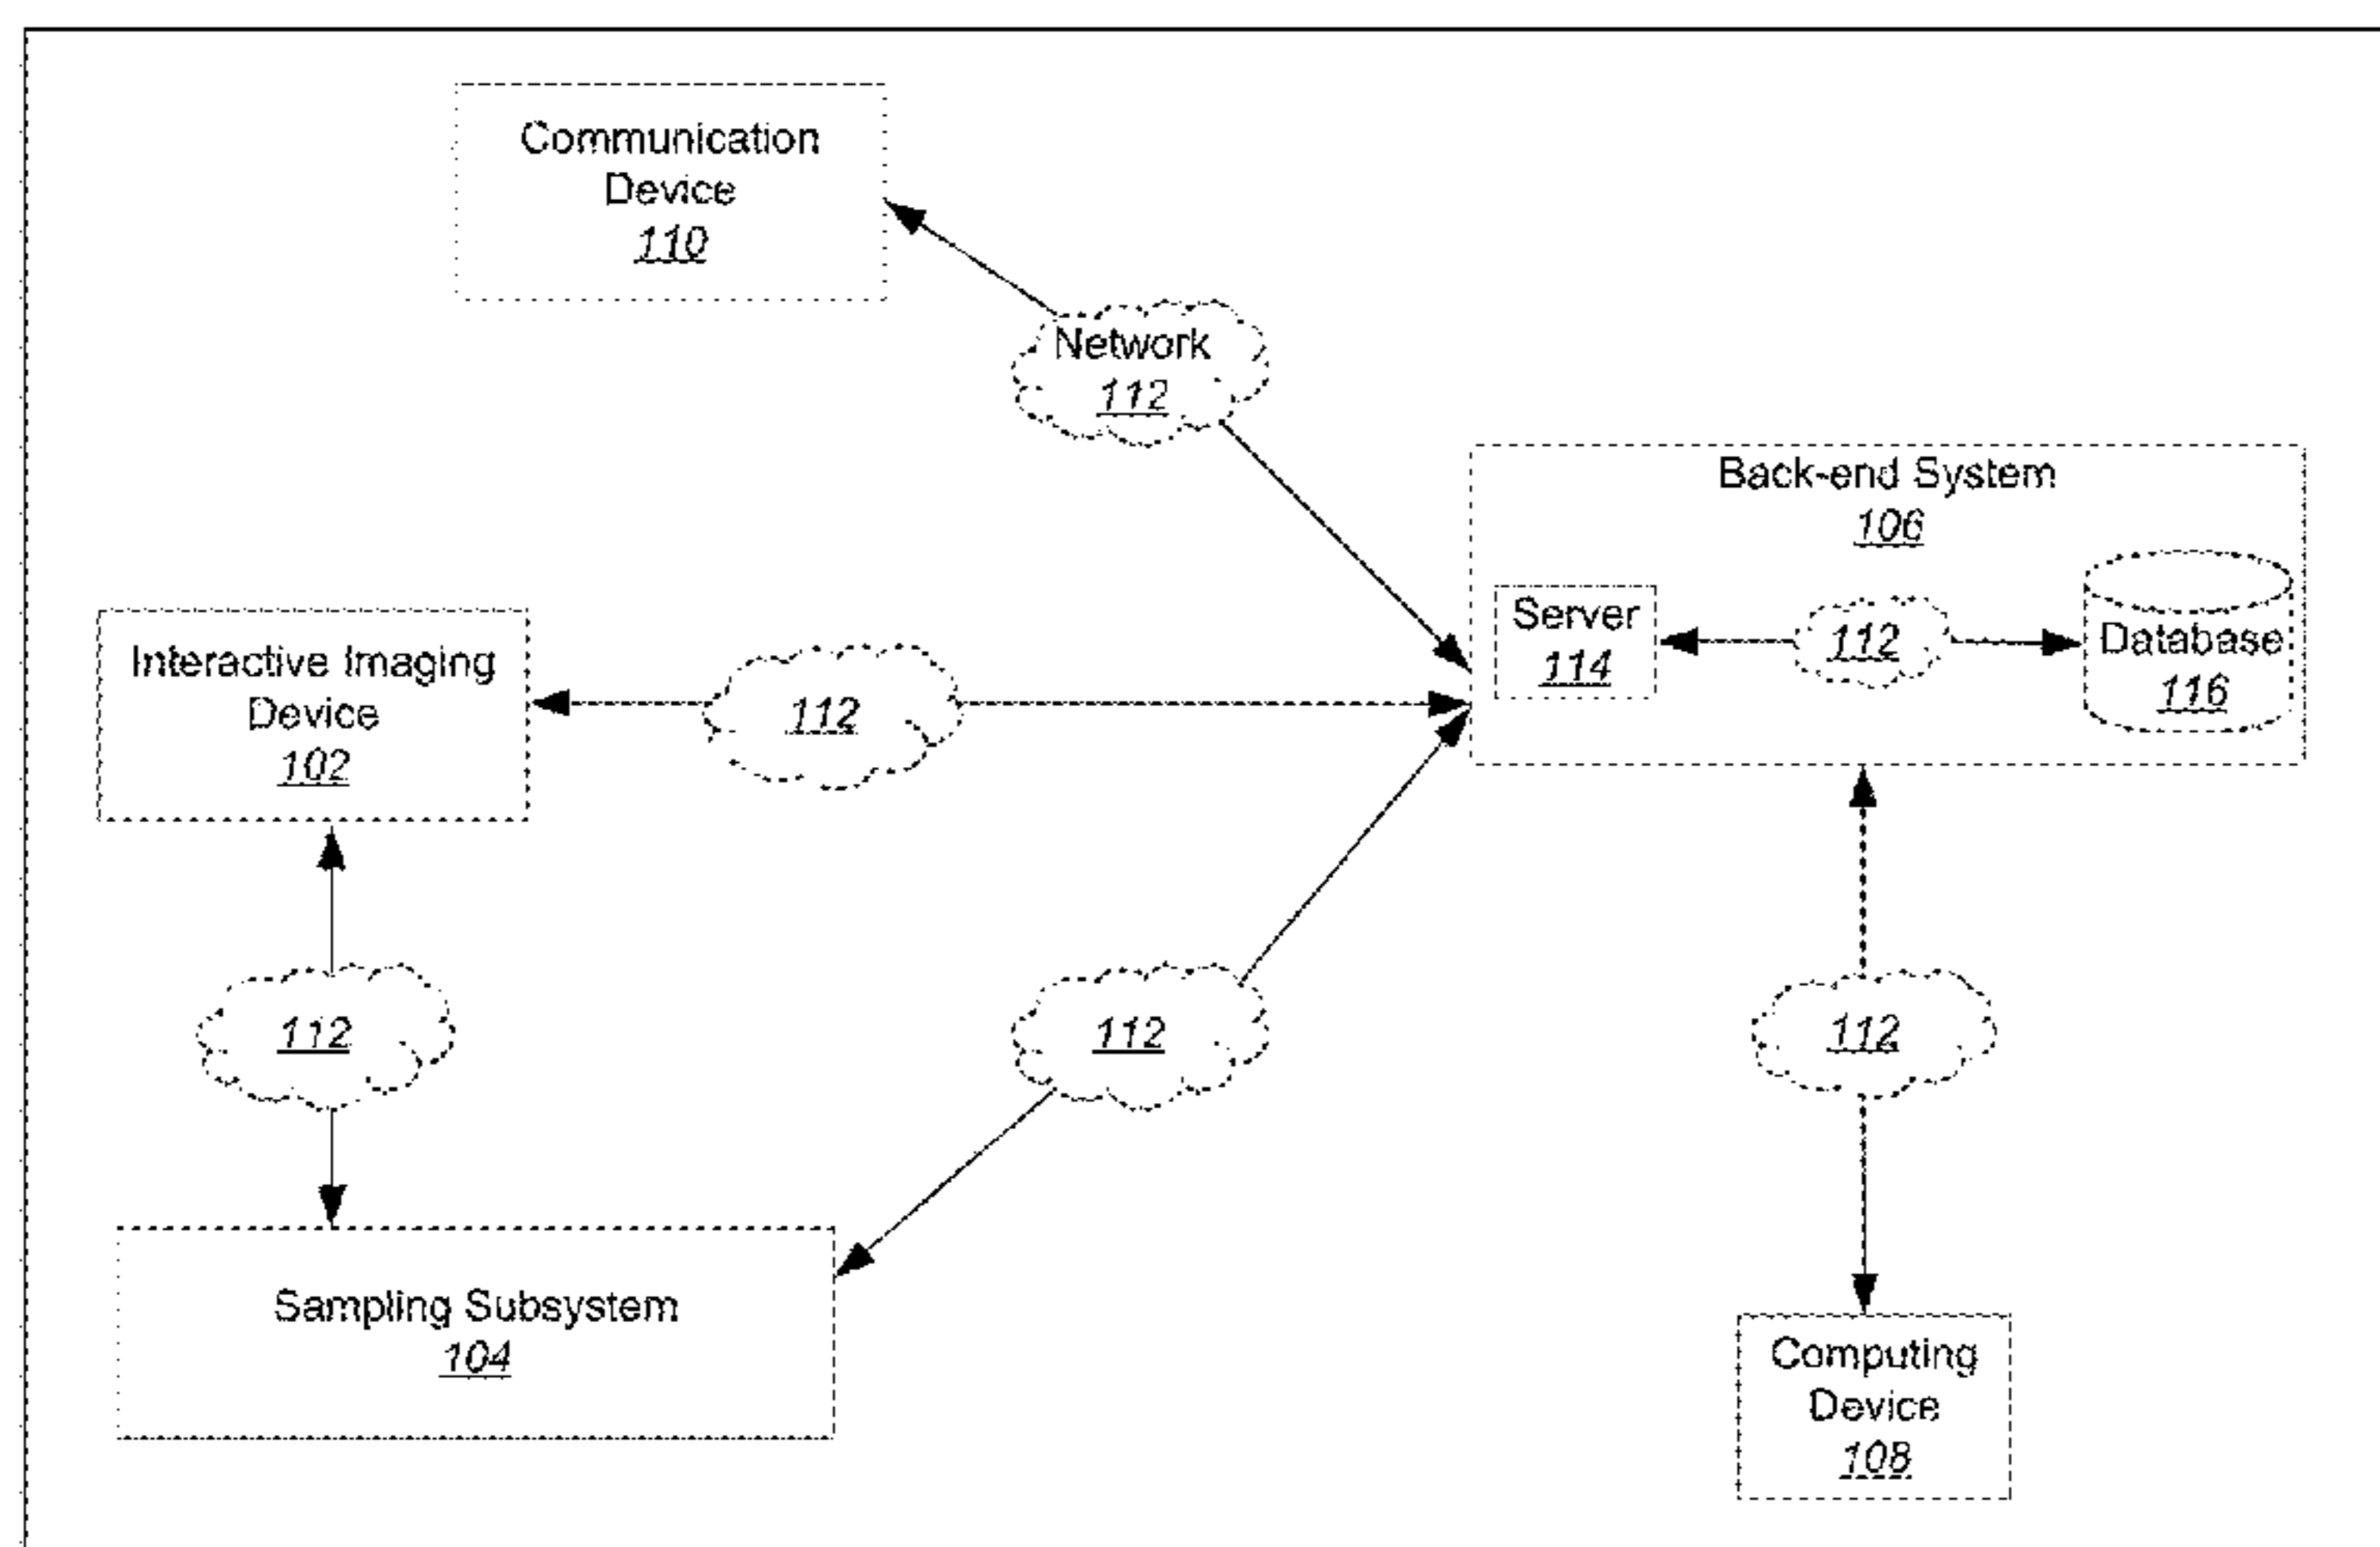 Communication
Device
110
Network
112
Back-end System
106
Server
114
112
Database
116
Interactive Imaging
Device
102
112
112
112
112
Sampling Subsystem
104
Computing
Device
108